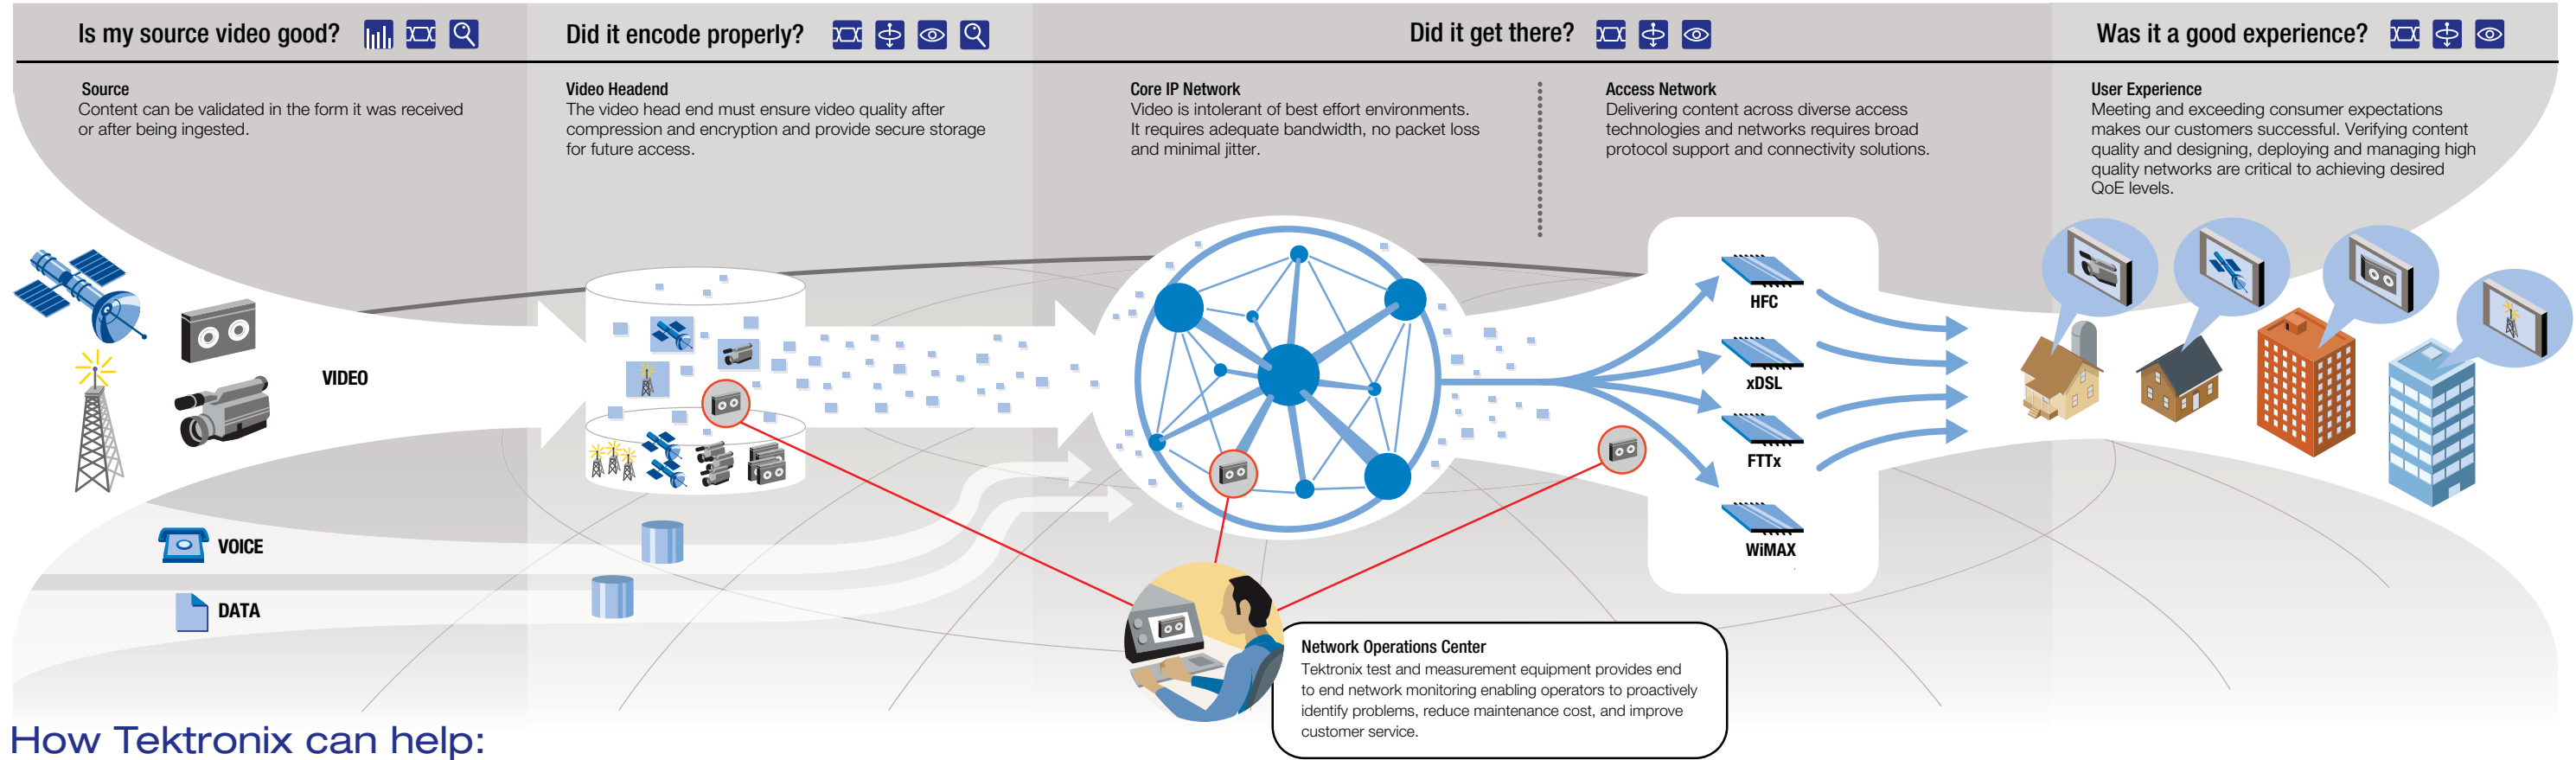 Is my source video good?
Did it encode properly?
Did it get there?
Was it a good experience?
Source
Content can be validated in the form it was received
or after being ingested.
Video Headend
The video head end must ensure video quality after
compression and encryption and provide secure storage
for future access.
Core IP Network
Video is intolerant of best effort environments.
It requires adequate bandwidth, no packet loss
and minimal jitter.
Access Network
Delivering content across diverse access
technologies and networks requires broad
protocol support and connectivity solutions.
User Experience
Meeting and exceeding consumer expectations
makes our customers successful. Verifying content
quality and designing, deploying and managing high
quality networks are critical to achieving desired
QoE levels.
VIDEO
VOICE
DATA
HFC
xDSL
FTTx
WiMAX
Network Operations Center
Tektronix test and measurement equipment provides end
to end network monitoring enabling operators to proactively
identify problems, reduce maintenance cost, and improve
customer service.
How Tektronix can help: